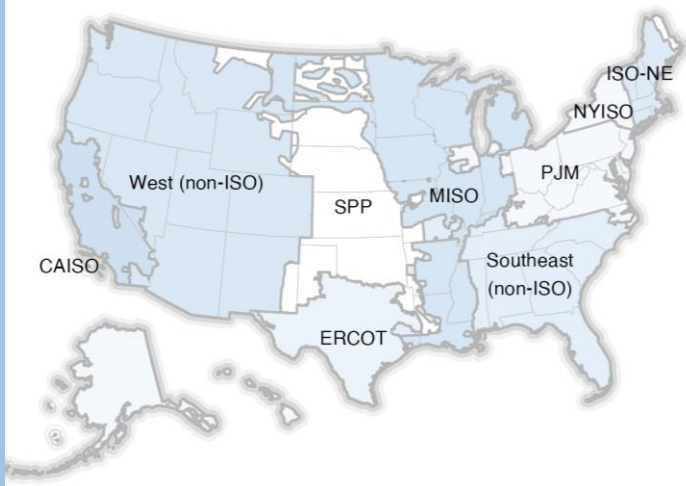 ISO-NE
NYISO
PJM
West (non-ISO)
MISO
SPP
CAISO
Southeast
(non-ISO)
ERCOT